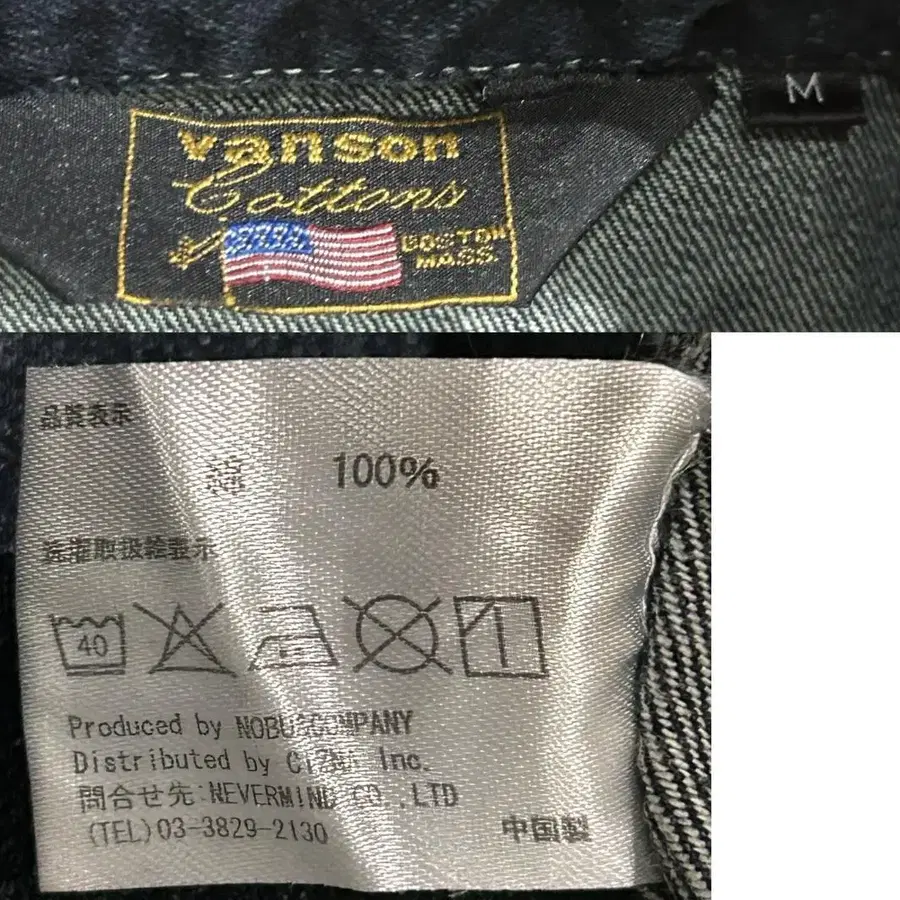 vanson
Cottons
BOSTON
MASS.
M
品質表示
綿 100%
洗濯取扱絵表示
40
Produced by NOBU&COMPANY
Distributed by Inc.
問合せ先:NEVERMIND CO.,LTD
(TEL)03-3829-2130
中国製